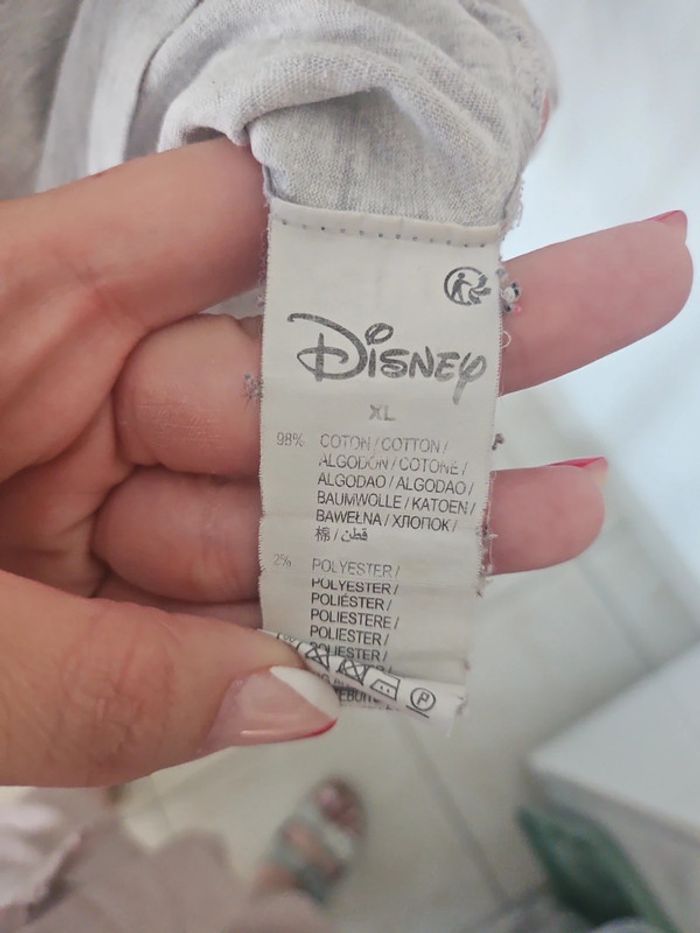 Disney
XL
98% COTON / COTTON /
ALGODÓN / COTONE /
ALGODAO / ALGODAO /
BAUMWOLLE / KATOEN /
BAWEŁNA / ХЛОПОК /
棉 / قطن
2% POLYESTER /
POLYESTER /
POLIÉSTER /
POLIESTERE /
POLIESTER /
POLIESTER /
P